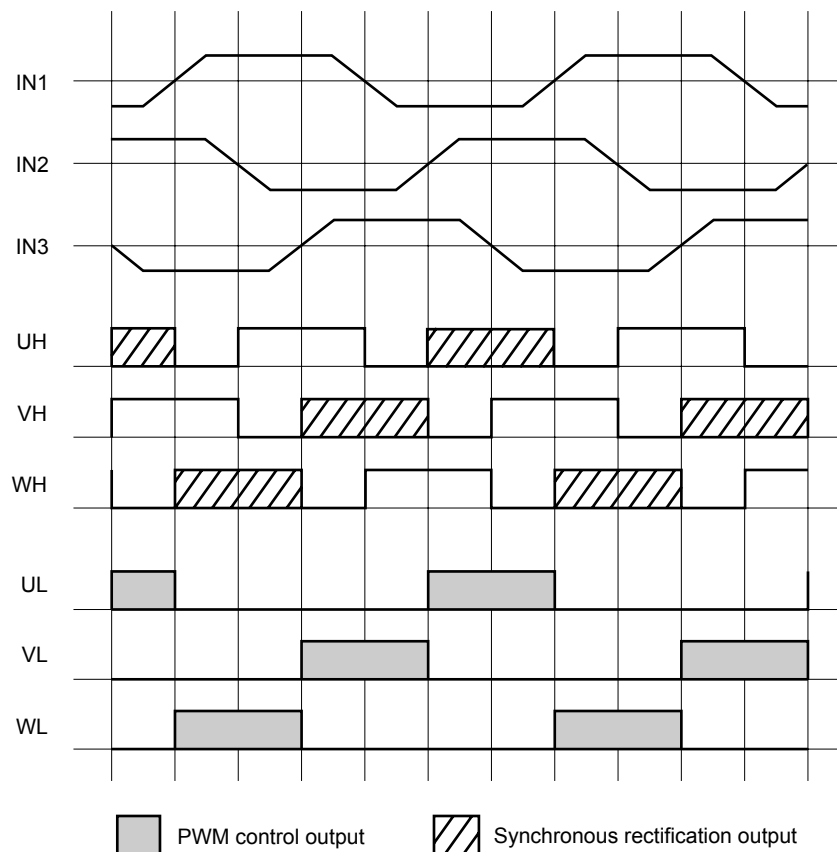 IN1
IN2
IN3
UH
VH
WH
UL
VL
WL
PWM control output
Synchronous rectification output